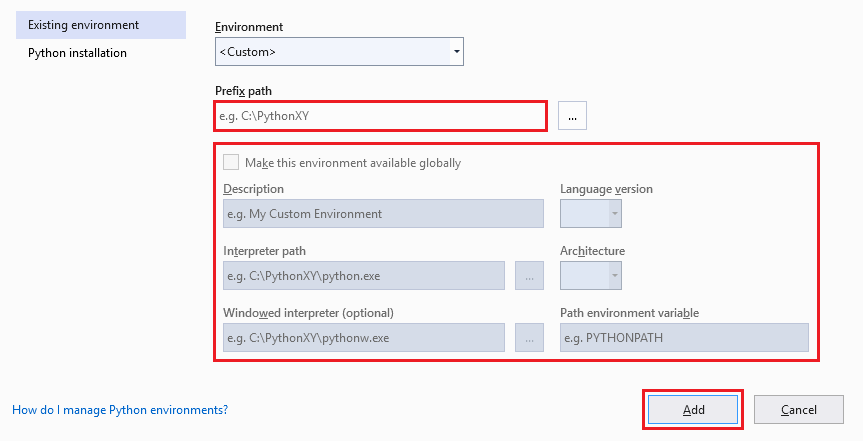 Existing environment
Python installation
Environment
<Custom>
Prefix path
e.g. C:\PythonXY
...
Make this environment available globally
Description
Language version
e.g. My Custom Environment
Interpreter path
Architecture
e.g. C:\PythonXY\python.exe
...
Windowed interpreter (optional)
Path environment variable
e.g. C:\PythonXY\pythonw.exe
...
e.g. PYTHONPATH
How do I manage Python environments?
Add
Cancel